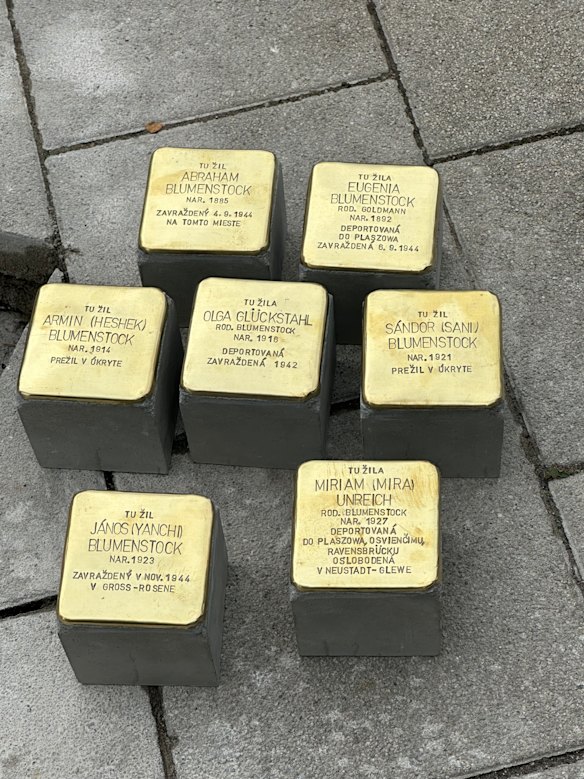 TU ŽIL
ABRAHAM
BLUMENSTOCK
NAR. 1885
ZAVRAŽDENÝ 4.9.1944
NA TOMTO MIESTE
TU ŽILA
EUGENIA
BLUMENSTOCK
ROD. GOLDMANN
NAR. 1892
DEPORTOVANÁ
DO PLASZOWA
ZAVRAŽDENÁ 6.9.1944
TU ŽIL
ARMIN (HESHEK)
BLUMENSTOCK
NAR. 1914
PREŽIL V ÚKRYTE
TU ŽILA
OLGA GLÜCKSTAHL
ROD. BLUMENSTOCK
NAR. 1916
DEPORTOVANÁ
ZAVRAŽDENÁ 1942
TU ŽIL
SÁNDOR (SANI)
BLUMENSTOCK
NAR. 1921
PREŽIL V ÚKRYTE
TU ŽIL
JÁNOS (YANCHI)
BLUMENSTOCK
NAR. 1923
ZAVRAŽDENÝ V NOV. 1944
V GROSS-ROSENE
TU ŽILA
MIRIAM (MIRA)
UNREICH
ROD. BLUMENSTOCK
NAR. 1927
DEPORTOVANÁ
DO PLASZOWA, OSVIENČIMU,
RAVENSBRÜCKU
OSLOBODENÁ
V NEUSTADT-GLEWE